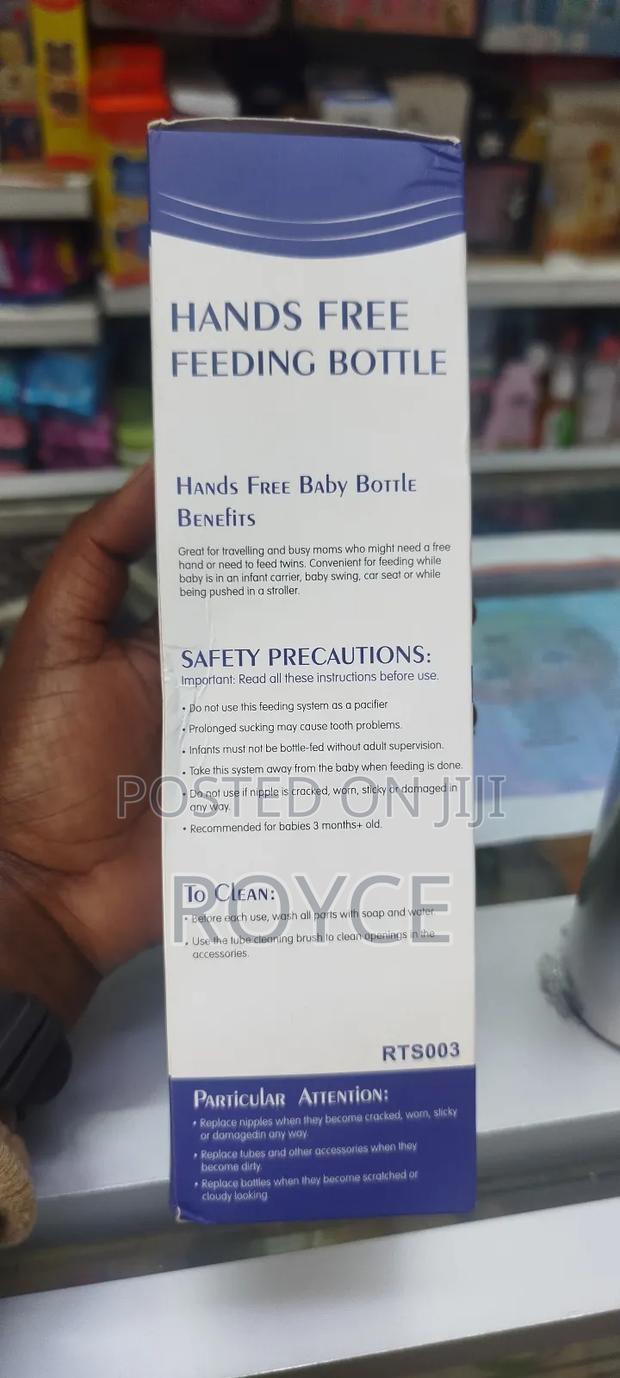 HANDS FREE
FEEDING BOTTLE
Hands Free Baby Bottle
Benefits
Great for travelling and busy moms who might need a free
hand or need to feed twins. Convenient for feeding while
baby is in an infant carrier, baby swing, car seat or while
being pushed in a stroller.
SAFETY PRECAUTIONS:
Important: Read all these instructions before use.
• Do not use this feeding system as a pacifier
• Prolonged sucking may cause tooth problems.
• Infants must not be bottle-fed without adult supervision.
• Take this system away from the baby when feeding is done.
• Do not use if nipple is cracked, worn, sticky or damaged in
any way.
POSTED ON JIJI
• Recommended for babies 3 months+ old.
To Clean:
ROYCE
• Before each use, wash all parts with soap and water.
• Use the tube cleaning brush to clean openings in the
accessories.
RTS003
Particular Attention:
• Replace nipples when they become cracked, worn, sticky
or damagedin any way.
• Replace tubes and other accessories when they
become dirty.
• Replace bottles when they become scratched or
cloudy looking.